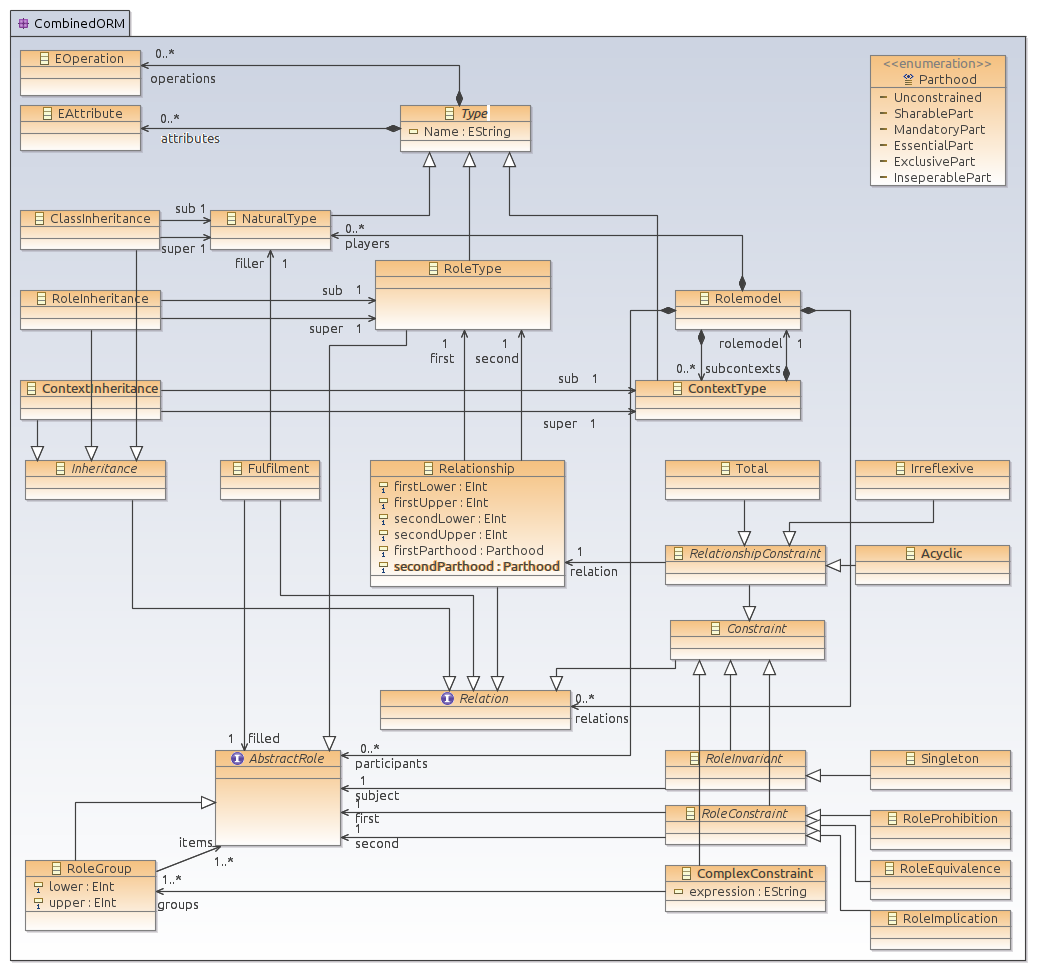 CombinedORM
EOperation
0..*
operations
EAttribute
0..*
attributes
Type
Name : EString
<<enumeration>>
Parthood
Unconstrained
SharablePart
MandatoryPart
EssentialPart
ExclusivePart
InseperablePart
ClassInheritance
sub 1
super 1
NaturalType
0..*
players
filler 1
RoleType
RoleInheritance
sub 1
super 1
Rolemodel
rolemodel 1
0..* subcontexts
1
first
1
second
ContextInheritance
sub 1
super 1
ContextType
Inheritance
Fulfilment
Relationship
firstLower : EInt
firstUpper : EInt
secondLower : EInt
secondUpper : EInt
firstParthood : Parthood
secondParthood : Parthood
Total
Irreflexive
1
relation
RelationshipConstraint
Acyclic
Constraint
Relation
0..*
relations
1 filled
AbstractRole
0..*
participants
RoleInvariant
Singleton
1
subject
1
first
1
second
RoleConstraint
RoleProhibition
items
1..*
RoleGroup
lower : EInt
upper : EInt
1..*
groups
ComplexConstraint
expression : EString
RoleEquivalence
RoleImplication